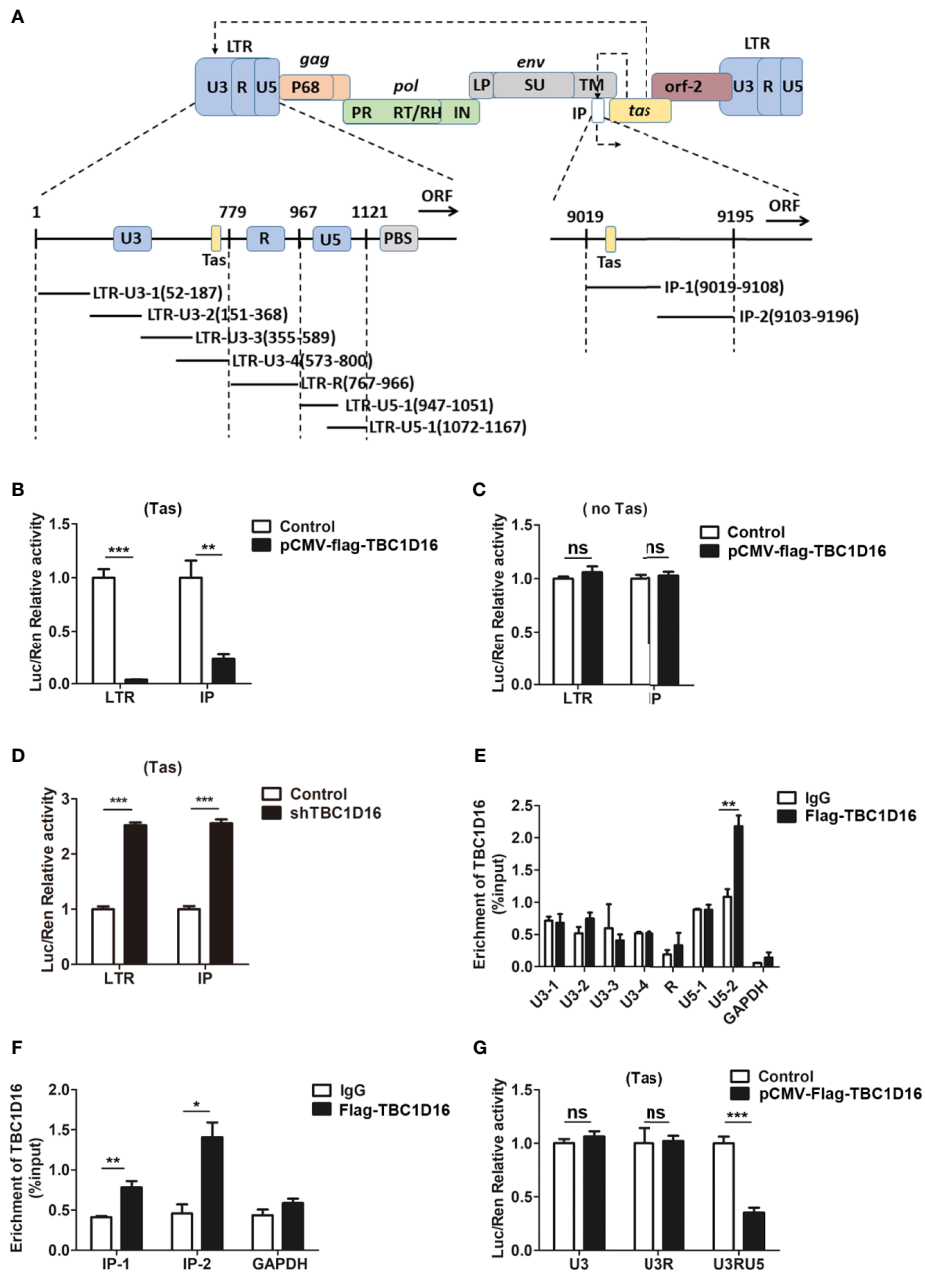 A
LTR
gag
env
LTR
U3 R U5
P68
pol
LP SU TM
IP
tas
orf-2
U3 R U5
PR RT/RH IN
1
779
967
1121
ORF
U3
Tas
R
U5
PBS
9019
9195
ORF
Tas
LTR-U3-1(52-187)
LTR-U3-2(151-368)
LTR-U3-3(355-589)
LTR-U3-4(573-800)
LTR-R(767-966)
LTR-U5-1(947-1051)
LTR-U5-1(1072-1167)
IP-1(9019-9108)
IP-2(9103-9196)
B
(Tas)
Control
pCMV-flag-TBC1D16
Luc/Ren Relative activity
1.5
1.0
0.5
0.0
***
**
LTR
IP
C
( no Tas)
Control
pCMV-flag-TBC1D16
Luc/Ren Relative activity
1.5
1.0
0.5
0.0
ns
ns
LTR
IP
D
(Tas)
Control
shTBC1D16
Luc/Ren Relative activity
3
2
1
0
***
***
LTR
IP
E
IgG
Flag-TBC1D16
Erichment of TBC1D16
(%input)
2.5
2.0
1.5
1.0
0.5
0.0
**
U3-1
U3-2
U3-3
U3-4
R
U5-1
U5-2
GAPDH
F
IgG
Flag-TBC1D16
Erichment of TBC1D16
(%input)
2.0
1.5
1.0
0.5
0.0
**
*
IP-1
IP-2
GAPDH
G
(Tas)
Control
pCMV-Flag-TBC1D16
Luc/Ren Relative activity
1.5
1.0
0.5
0.0
ns
ns
***
U3
U3R
U3RU5